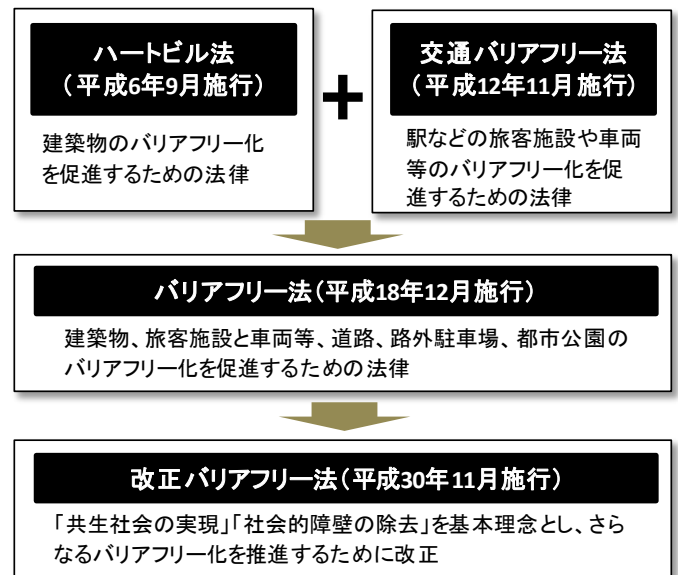 ハートビル法
（平成6年9月施行）
建築物のバリアフリー化
を促進するための法律
+
交通バリアフリー法
（平成12年11月施行）
駅などの旅客施設や車両
等のバリアフリー化を促
進するための法律
バリアフリー法（平成18年12月施行）
建築物、旅客施設と車両等、道路、路外駐車場、都市公園の
バリアフリー化を促進するための法律
改正バリアフリー法（平成30年11月施行）
「共生社会の実現」「社会的障壁の除去」を基本理念とし、さら
なるバリアフリー化を推進するために改正